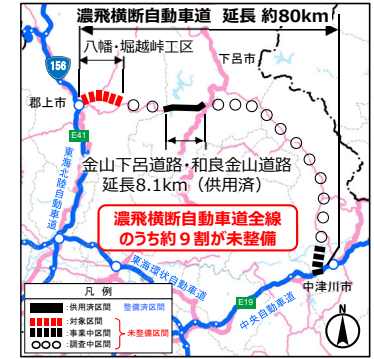 濃飛横断自動車道 延長 約80km
八幡・堀越峠工区
下呂市
156
郡上市
E41
東海北陸自動車道
金山下呂道路・和良金山道路
延長8.1km（供用済）
濃飛横断自動車道全線
のうち約９割が未整備
中津川市
東海環状自動車道
E19
中央自動車道
N
凡 例
：供用済区間 整備済区間
：対象区間
：事業中区間 未整備区間
：調査中区間